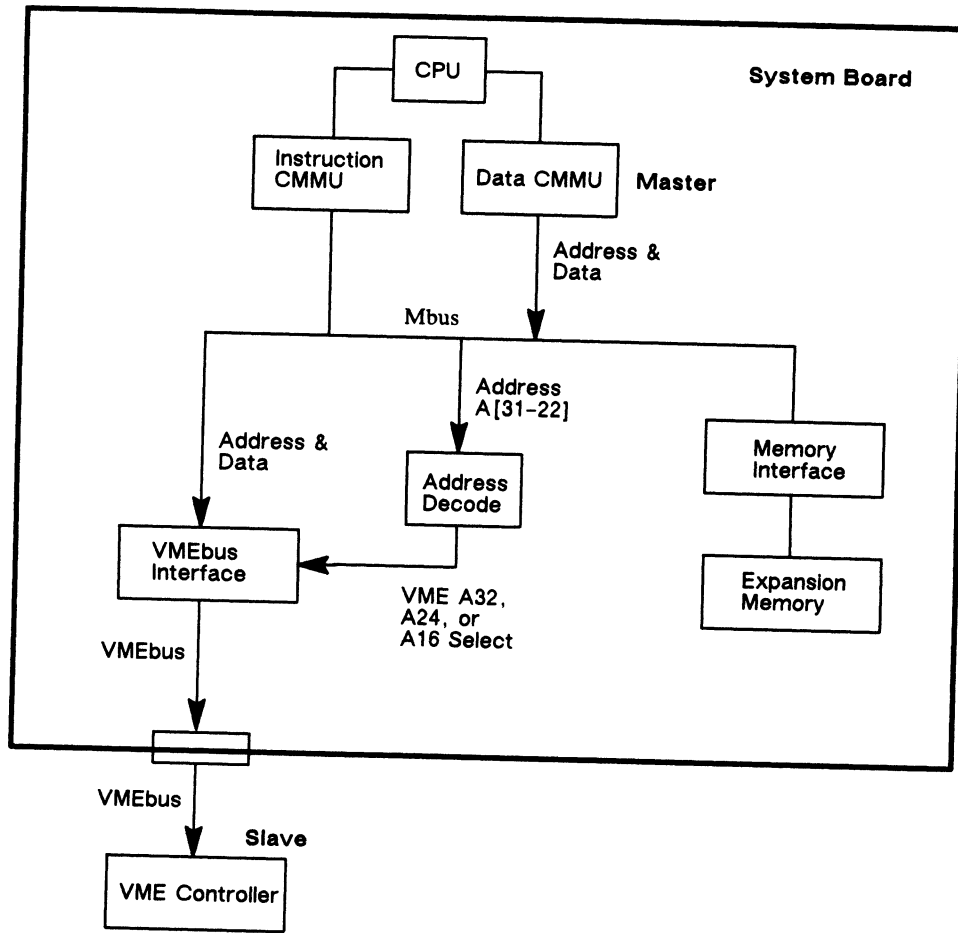 CPU
System Board
Instruction
CMMU
Data CMMU
Master
Address &
Data
Mbus
Address
A[31-22]
Address &
Data
Address
Decode
Memory
Interface
VMEbus
Interface
VME A32,
A24, or
A16 Select
Expansion
Memory
VMEbus
VMEbus
Slave
VME Controller